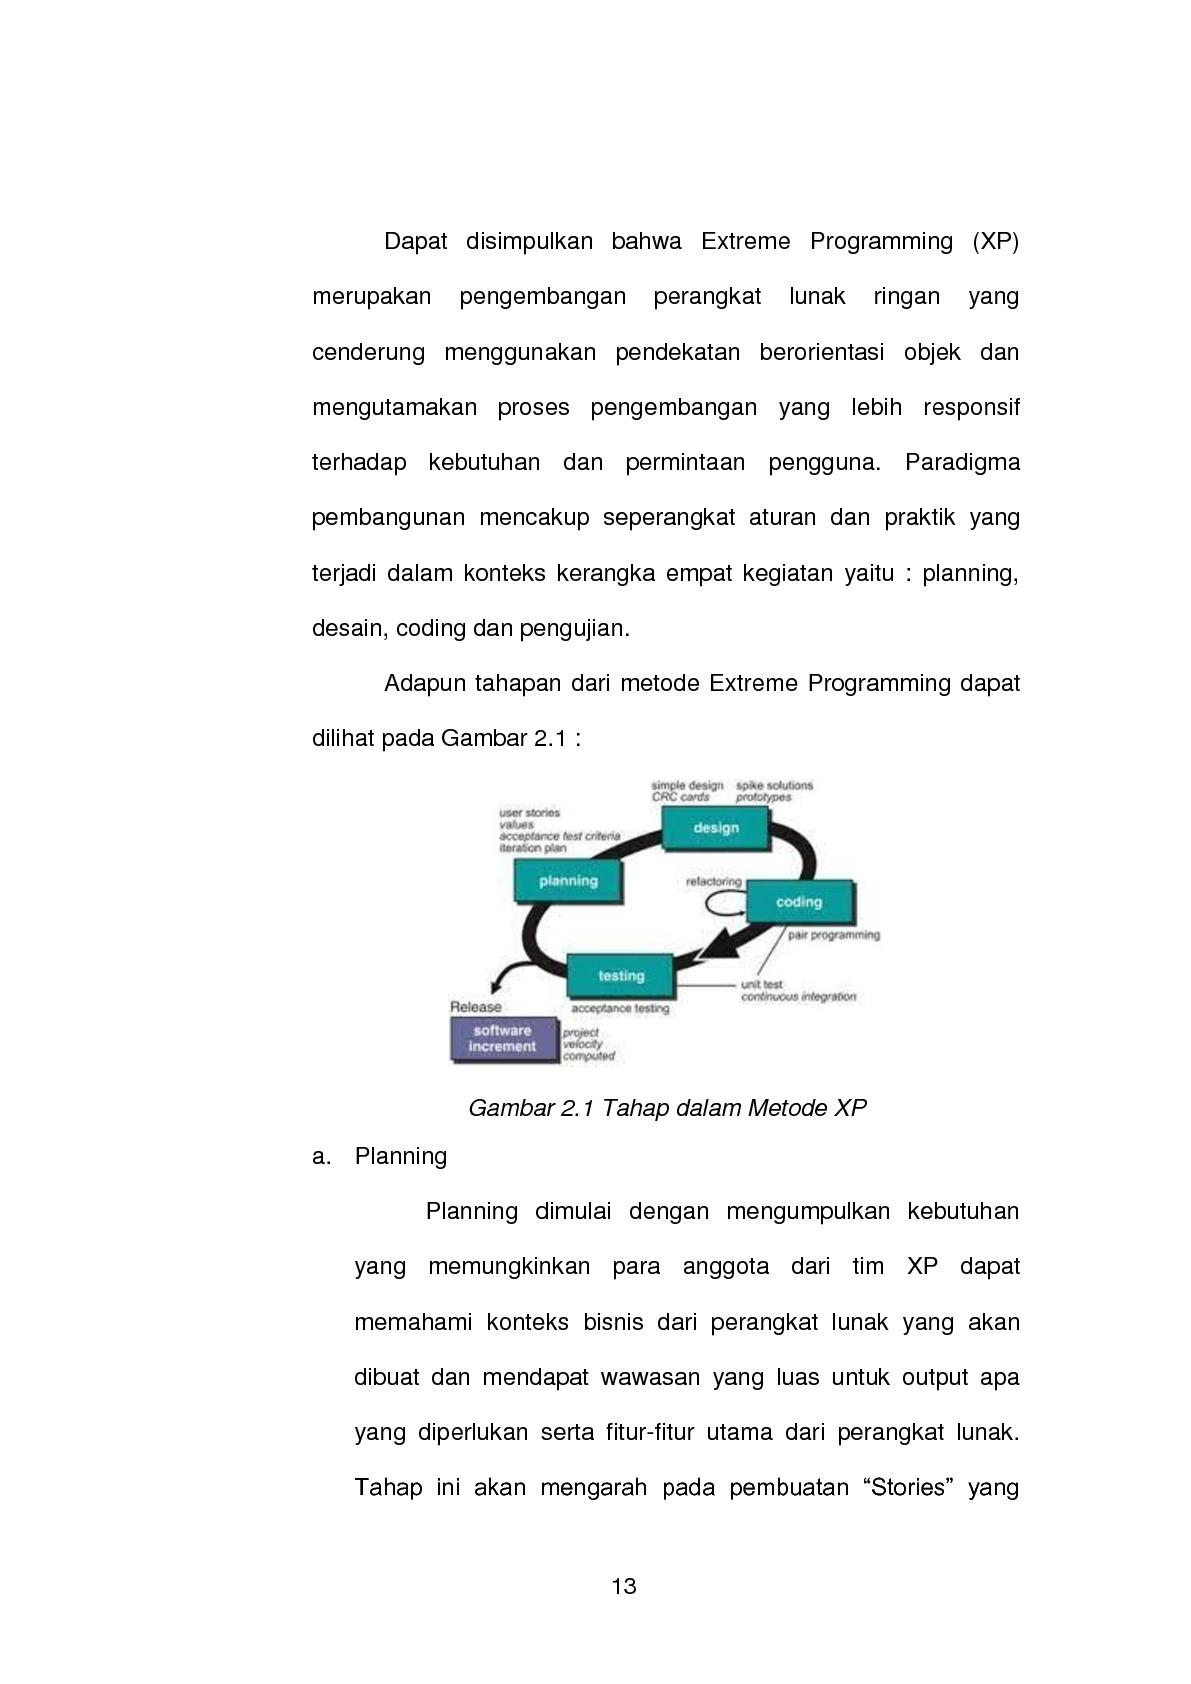 Dapat disimpulkan bahwa Extreme Programming (XP)
merupakan pengembangan perangkat lunak ringan yang
cenderung menggunakan pendekatan berorientasi objek dan
mengutamakan proses pengembangan yang lebih responsif
terhadap kebutuhan dan permintaan pengguna. Paradigma
pembangunan mencakup seperangkat aturan dan praktik yang
terjadi dalam konteks kerangka empat kegiatan yaitu : planning,
desain, coding dan pengujian.
Adapun tahapan dari metode Extreme Programming dapat
dilihat pada Gambar 2.1 :
simple design
CRC cards
spike solutions
prototypes
user stories
values
acceptance test criteria
iteration plan
design
planning
refactoring
coding
pair programming
testing
unit test
continuous integration
acceptance testing
Release
software
increment
project
velocity
computed
Gambar 2.1 Tahap dalam Metode XP
a. Planning
Planning dimulai dengan mengumpulkan kebutuhan
yang memungkinkan para anggota dari tim XP dapat
memahami konteks bisnis dari perangkat lunak yang akan
dibuat dan mendapat wawasan yang luas untuk output apa
yang diperlukan serta fitur-fitur utama dari perangkat lunak.
Tahap ini akan mengarah pada pembuatan “Stories” yang
13